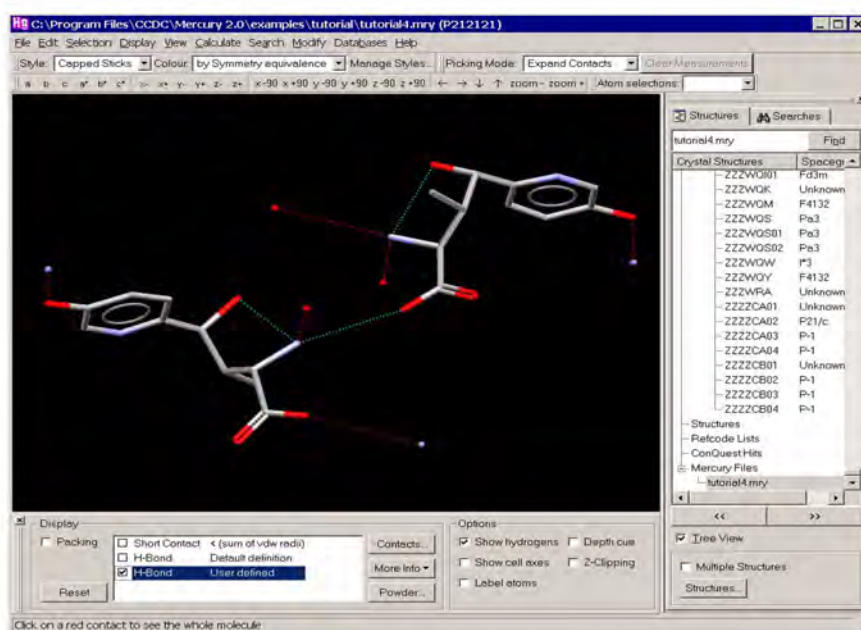 Hg C:\Program Files\CCDC\Mercury 2.0\examples\tutorial\tutorial4.mry (P212121)
File Edit Selection Display View Calculate Search Modify Databases Help
Style: Capped Sticks Colour: by Symmetry equivalence Manage Styles... Picking Mode: Expand Contacts Clear Measurements
a b c a* b* c* x- x+ y- y+ z- z+ x-90 x+90 y-90 y+90 z-90 z+90 ← → ↓ ↑ zoom- zoom+ Atom selections:
Structures Searches
tutorial4.mry Find
Crystal Structures Spacegr
ZZZWQI01 Fd3m
ZZZWQK Unknown
ZZZWQM F4132
ZZZWQS Pa3
ZZZWQS01 Pa3
ZZZWQS02 Pa3
ZZZWQW I*3
ZZZWQY F4132
ZZZWRA Unknown
ZZZZCA01 Unknown
ZZZZCA02 P21/c
ZZZZCA03 P-1
ZZZZCA04 P-1
ZZZZCB01 Unknown
ZZZZCB02 P-1
ZZZZCB03 P-1
ZZZZCB04 P-1
Structures
Refcode Lists
ConQuest Hits
Mercury Files
tutorial4.mry
<< >>
Tree View
Multiple Structures
Structures...
Display
Packing
Short Contact < (sum of vdw radii)
H-Bond Default definition
H-Bond User defined
Reset
Contacts...
More Info
Powder...
Options
Show hydrogens Depth cue
Show cell axes Z-Clipping
Label atoms
Click on a red contact to see the whole molecule